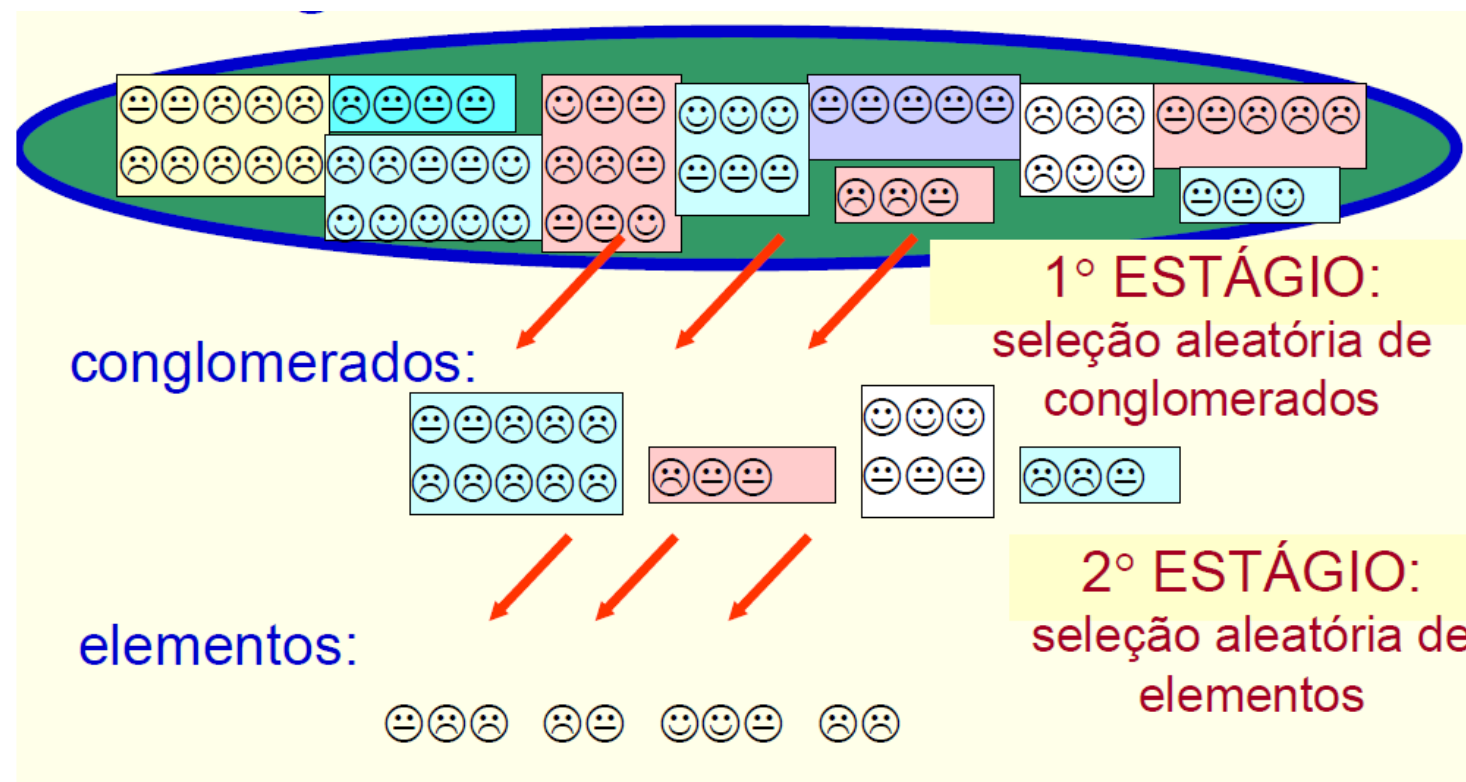 1° ESTÁGIO:
seleção aleatória de
conglomerados
conglomerados:
2° ESTÁGIO:
seleção aleatória de
elementos
elementos: